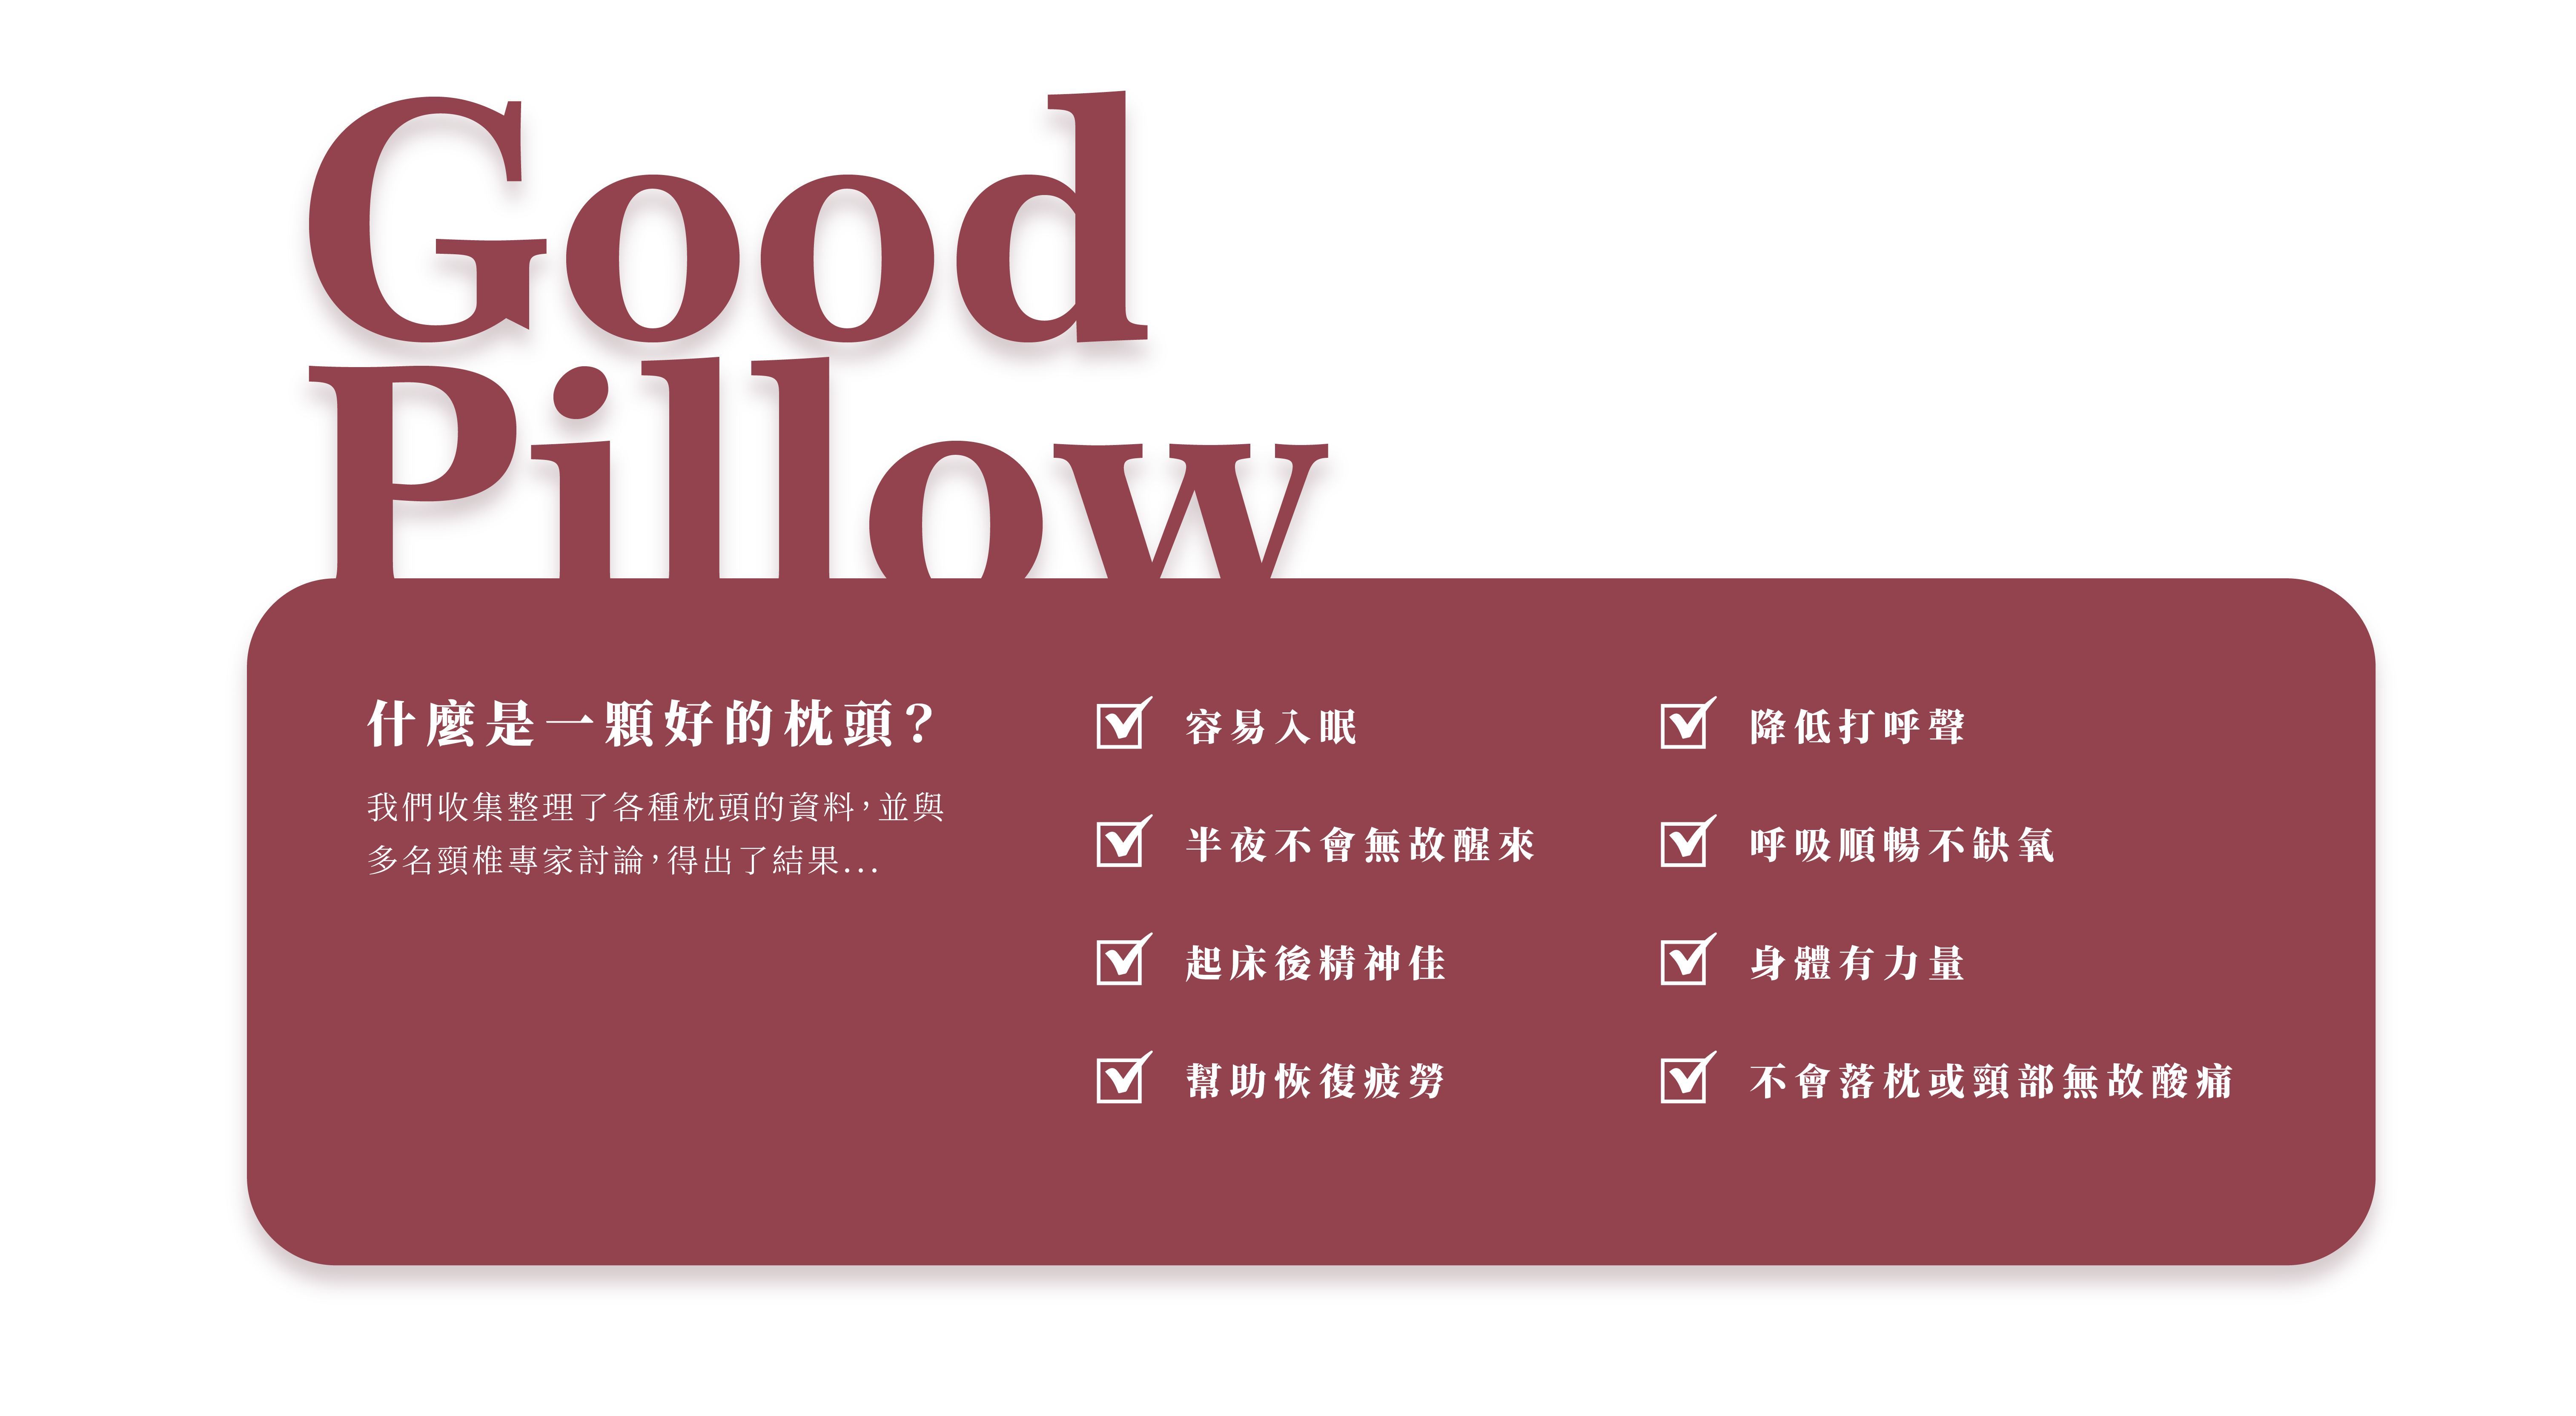 Good
Pillow
什麼是一顆好的枕頭？
我們收集整理了各種枕頭的資料，並與
多名頸椎專家討論，得出了結果...
容易入眠
半夜不會無故醒來
起床後精神佳
幫助恢復疲勞
降低打呼聲
呼吸順暢不缺氧
身體有力量
不會落枕或頸部無故酸痛